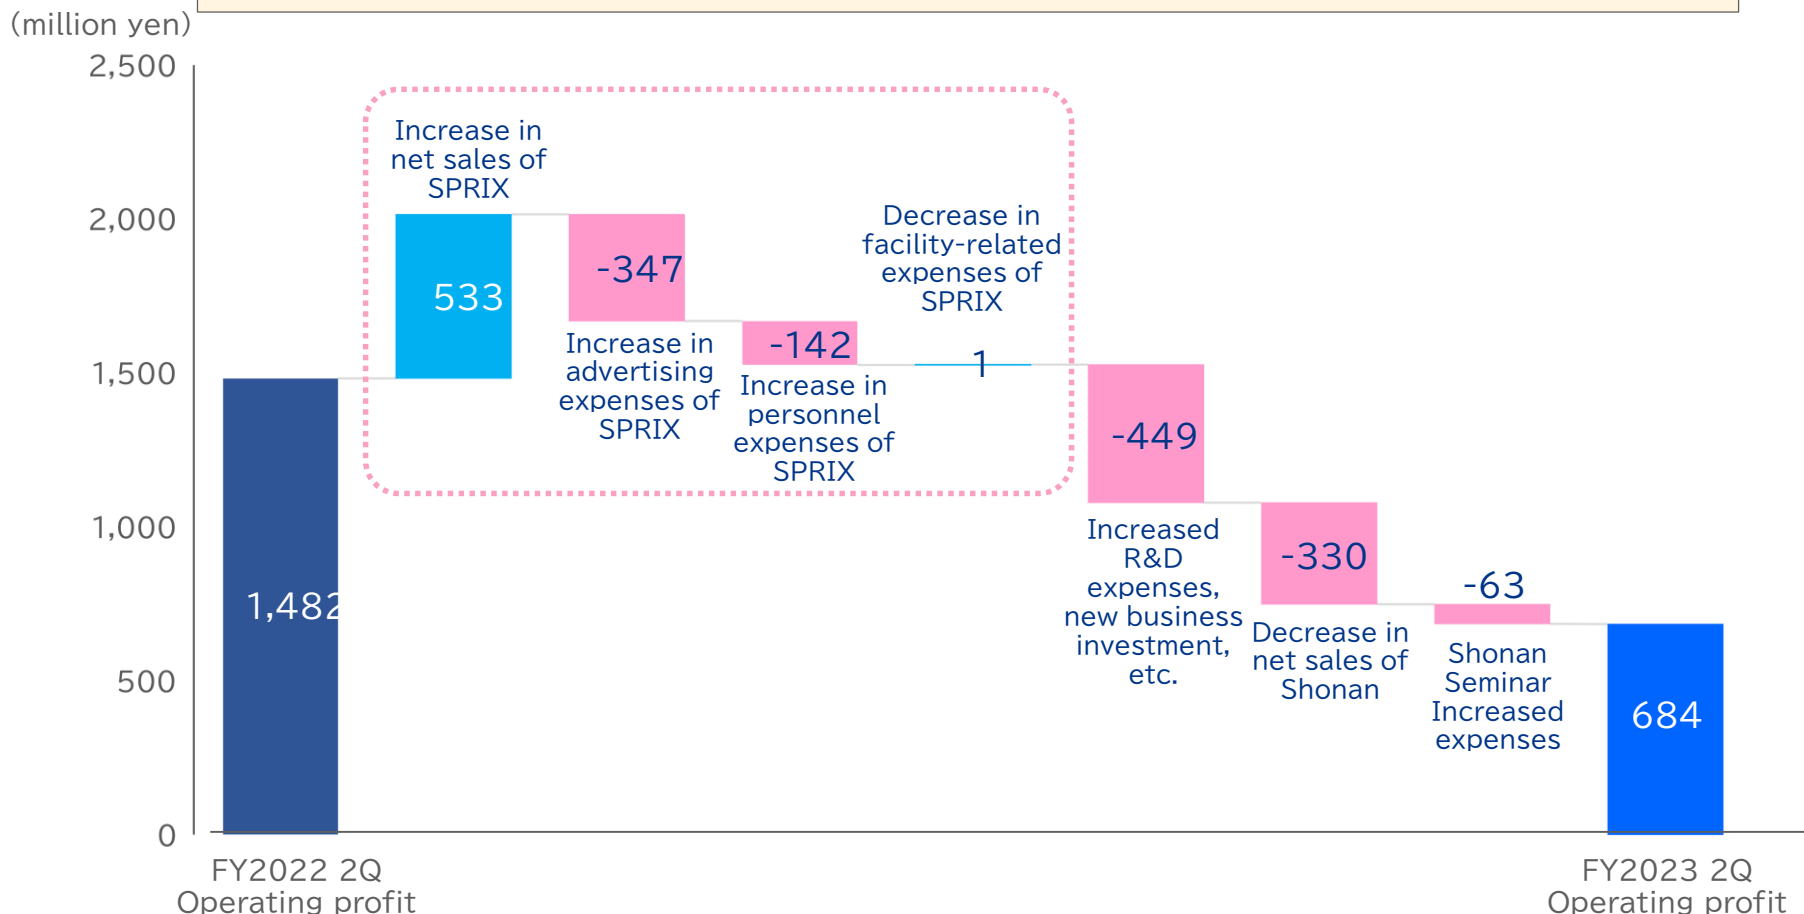 (million yen)
2,500
2,000
1,500
1,000
500
0
1,482
Increase in
net sales of
SPRIX
533
-347
Increase in
advertising
expenses of
SPRIX
-142
Increase in
personnel
expenses of
SPRIX
Decrease in
facility-related
expenses of
SPRIX
1
-449
Increased
R&D
expenses,
new business
investment,
etc.
-330
Decrease in
net sales of
Shonan
-63
Shonan
Seminar
Increased
expenses
684
FY2022 2Q
Operating profit
FY2023 2Q
Operating profit